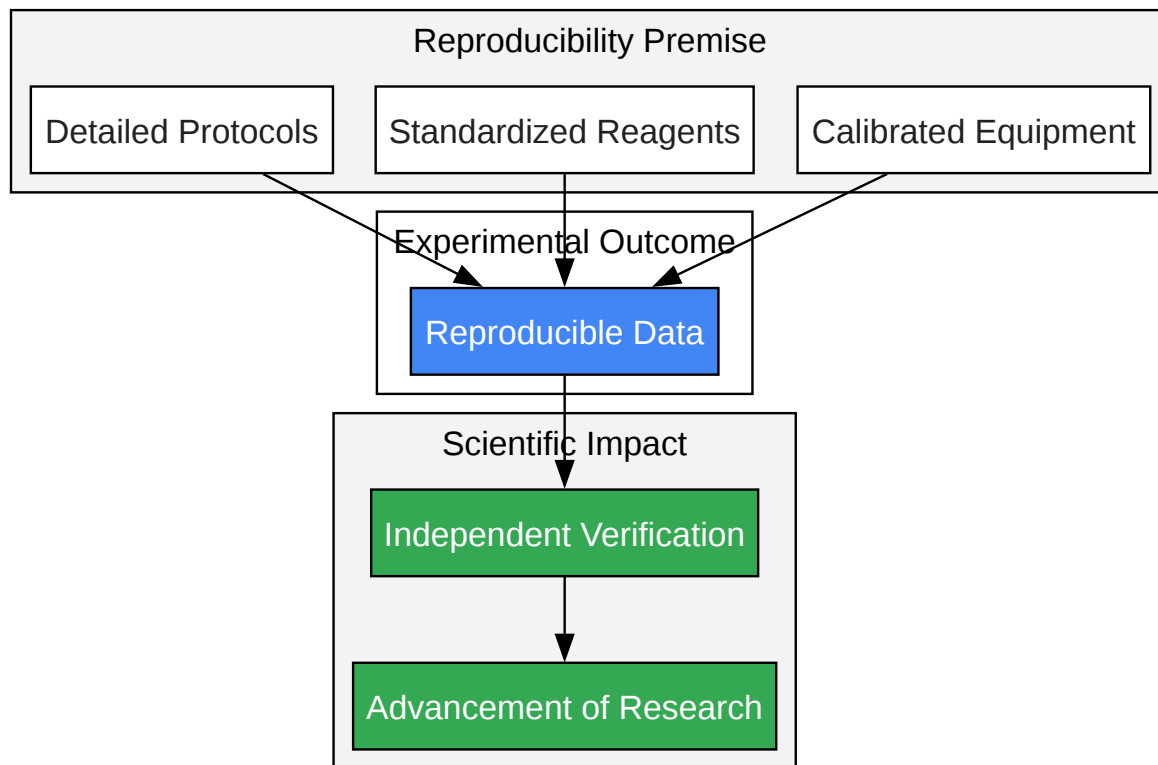 Reproducibility Premise
Detailed Protocols
Standardized Reagents
Calibrated Equipment
Experimental Outcome
Reproducible Data
Scientific Impact
Independent Verification
Advancement of Research